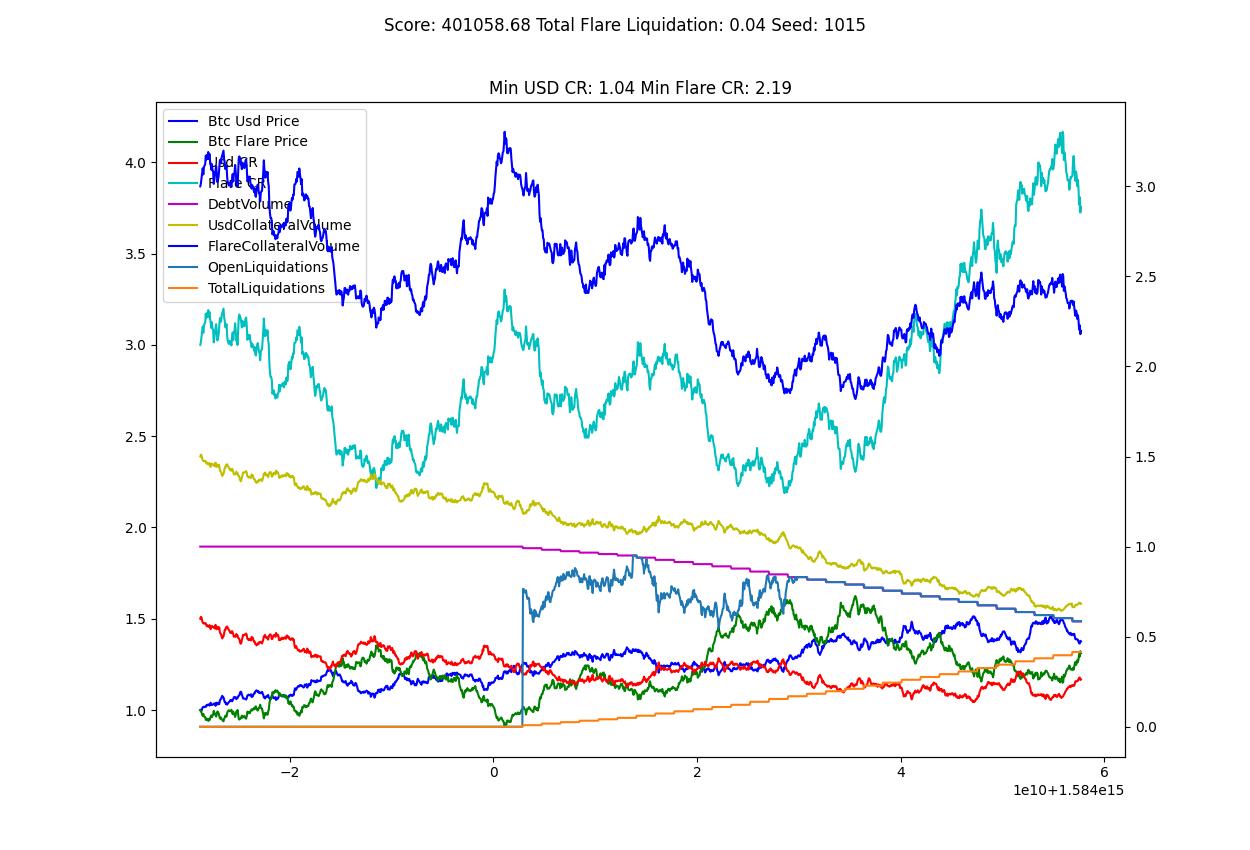 Score: 401058.68 Total Flare Liquidation: 0.04 Seed: 1015
Min USD CR: 1.04 Min Flare CR: 2.19
Btc Usd Price
Btc Flare Price
Usd CR
Flare CR
DebtVolume
UsdCollateralVolume
FlareCollateralVolume
OpenLiquidations
TotalLiquidations
4.0
3.5
3.0
2.5
2.0
1.5
1.0
3.0
2.5
2.0
1.5
1.0
0.5
0.0
−2 0 2 4 6
1e10+1.584e15